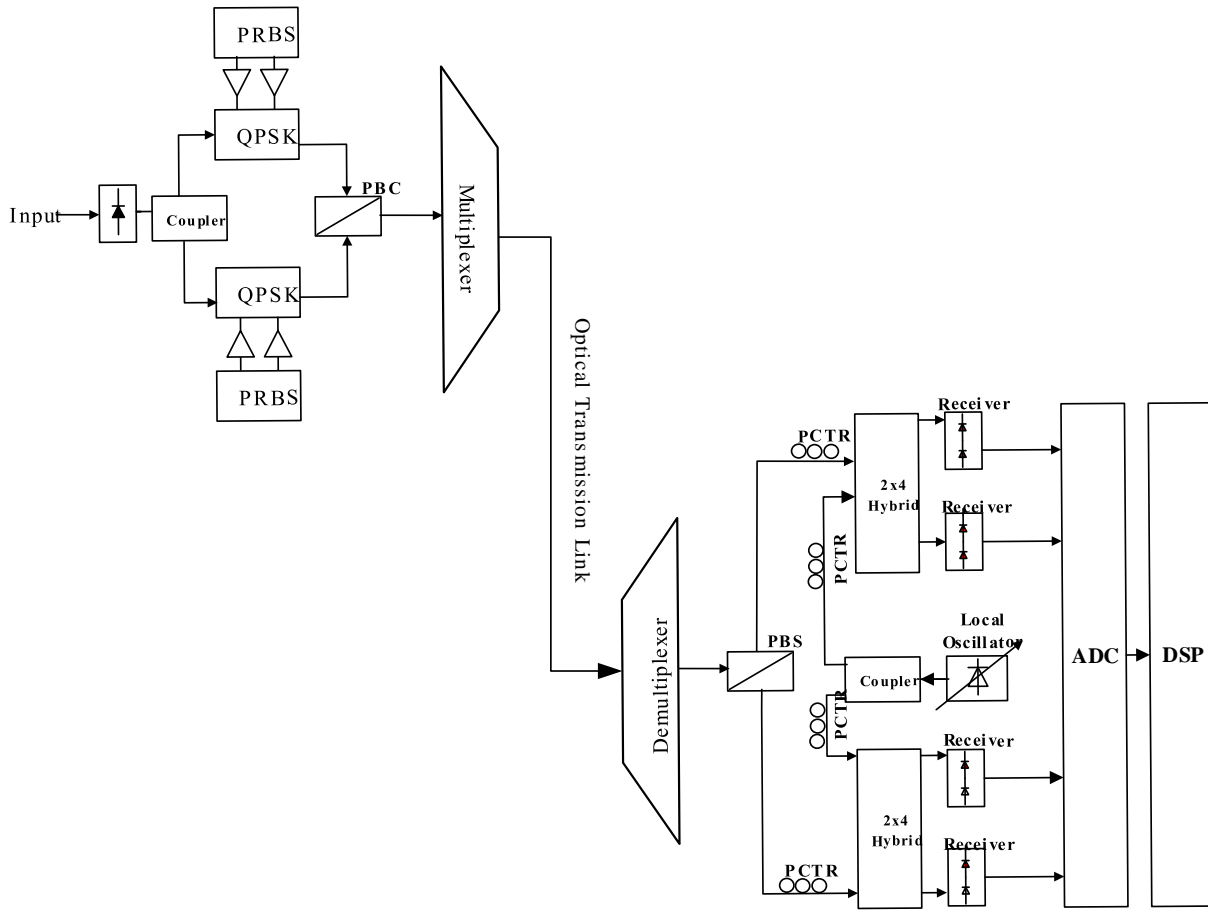 PRBS
QPSK
Input
Coupler
PBC
QPSK
PRBS
Multiplexer
Optical Transmission Link
Demultiplexer
PBS
PCTR
PCTR
PCTR
PCTR
2x4
Hybrid
2x4
Hybrid
Coupler
Local
Oscillator
Receiver
Receiver
Receiver
Receiver
ADC
DSP